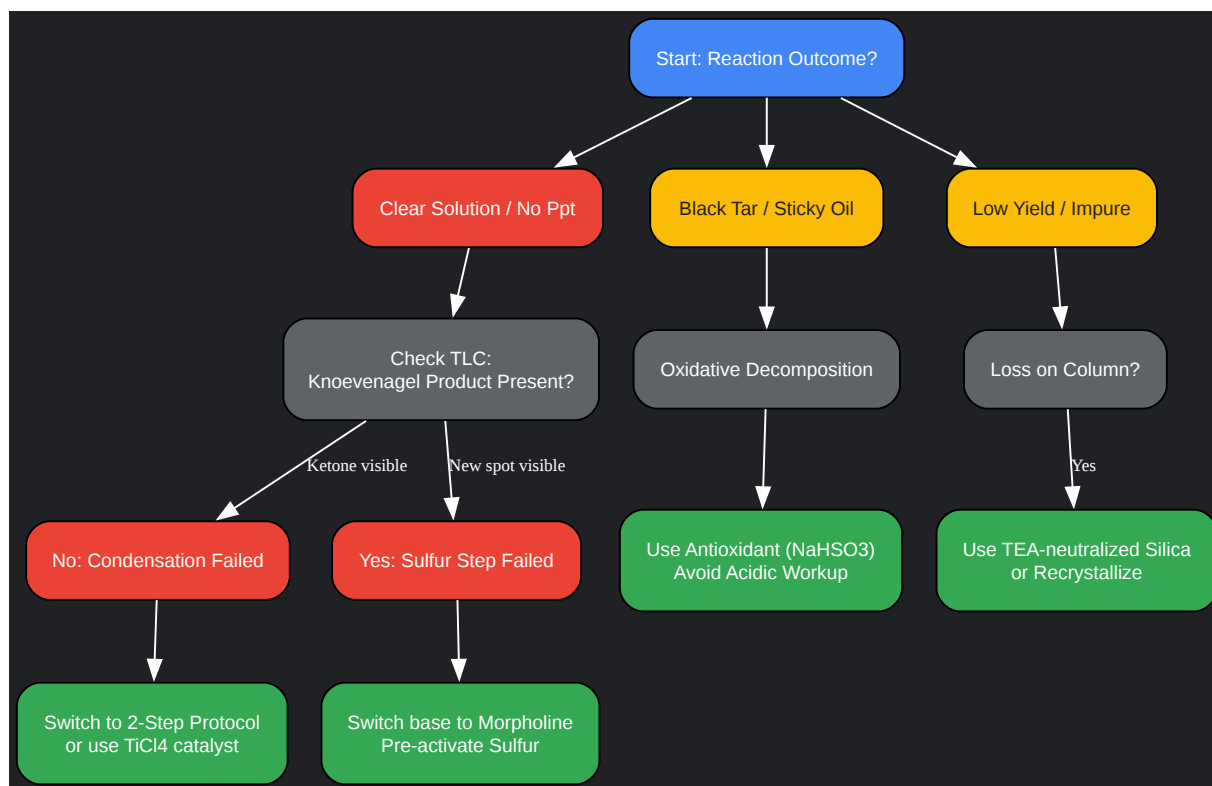 Start: Reaction Outcome?
Clear Solution / No Ppt
Black Tar / Sticky Oil
Low Yield / Impure
Check TLC:
Knoevenagel Product Present?
Oxidative Decomposition
Loss on Column?
Ketone visible
New spot visible
Yes
No: Condensation Failed
Yes: Sulfur Step Failed
Use Antioxidant (NaHSO3)
Avoid Acidic Workup
Use TEA-neutralized Silica
or Recrystallize
Switch to 2-Step Protocol
or use TiCl4 catalyst
Switch base to Morpholine
Pre-activate Sulfur